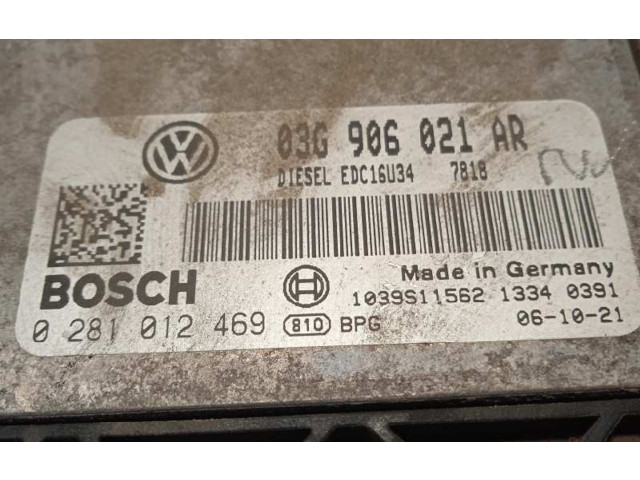 03G 906 021 AR
DIESEL EDC16U34 7818
BOSCH
Made in Germany
1039S11562 1334 0391
0 281 012 469 810 BPG
06-10-21